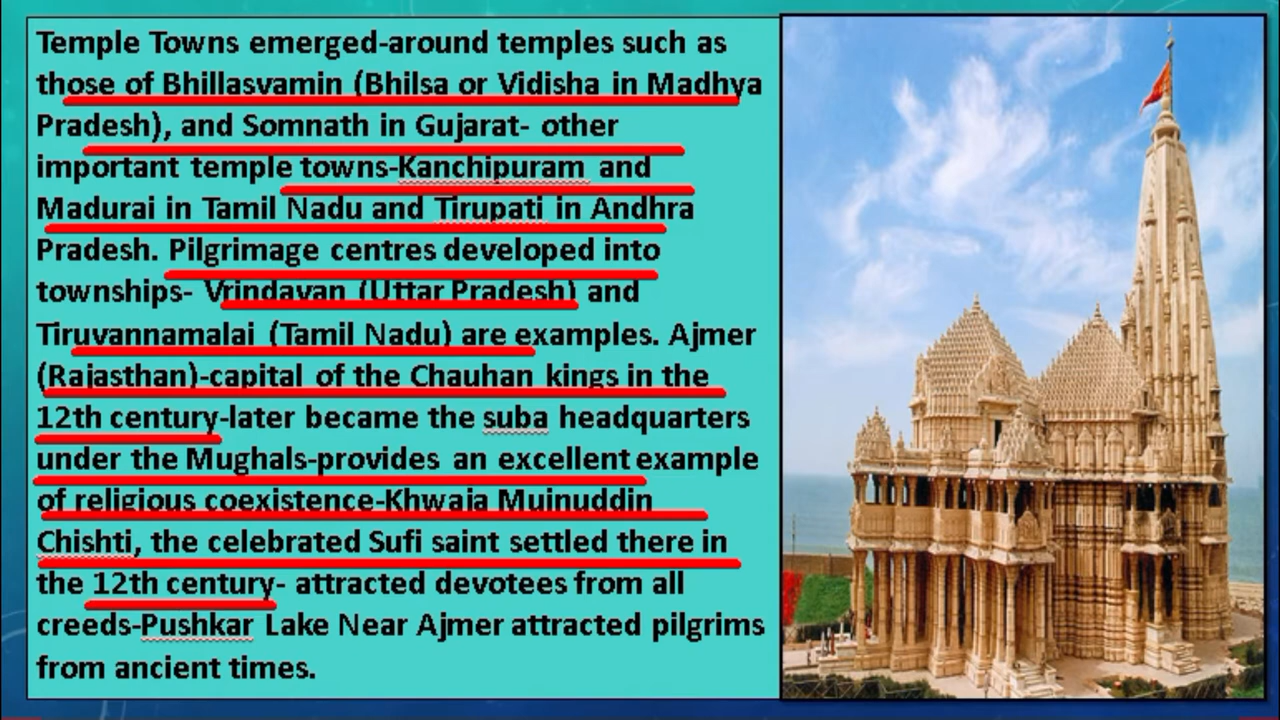 Temple Towns emerged-around temples such as
those of Bhillasvamin (Bhilsa or Vidisha in Madhya
Pradesh), and Somnath in Gujarat- other
important temple towns-Kanchipuram and
Madurai in Tamil Nadu and Tirupati in Andhra
Pradesh. Pilgrimage centres developed into
townships- Vrindavan (Uttar Pradesh) and
Tiruvannamalai (Tamil Nadu) are examples. Ajmer
(Rajasthan)-capital of the Chauhan kings in the
12th century-later became the suba headquarters
under the Mughals-provides an excellent example
of religious coexistence-Khwaja Muinuddin
Chishti, the celebrated Sufi saint settled there in
the 12th century- attracted devotees from all
creeds-Pushkar Lake Near Ajmer attracted pilgrims
from ancient times.